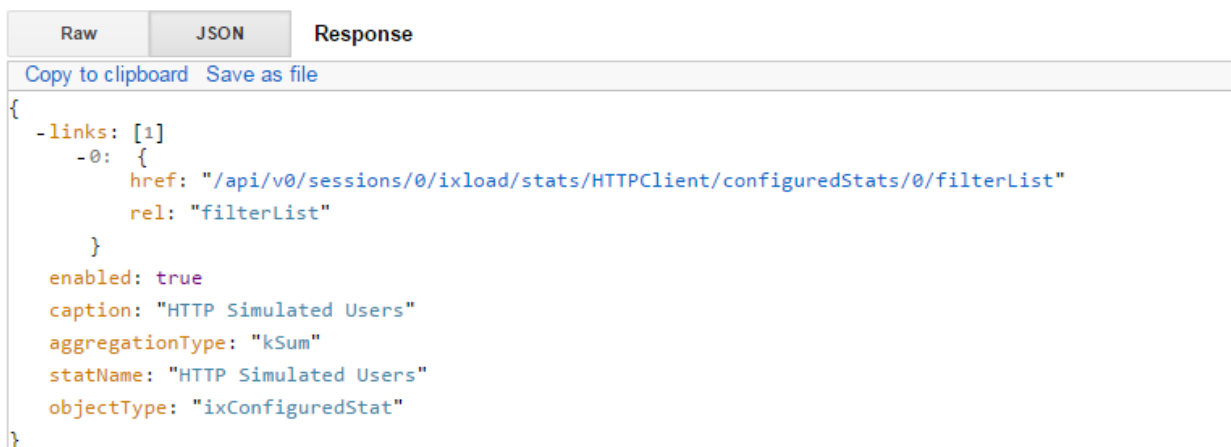 Raw JSON Response
Copy to clipboard Save as file
{
-links: [1]
-0: {
href: "/api/v0/sessions/0/ixload/stats/HTTPClient/configuredStats/0/filterList"
rel: "filterList"
}
enabled: true
caption: "HTTP Simulated Users"
aggregationType: "kSum"
statName: "HTTP Simulated Users"
objectType: "ixConfiguredStat"
}